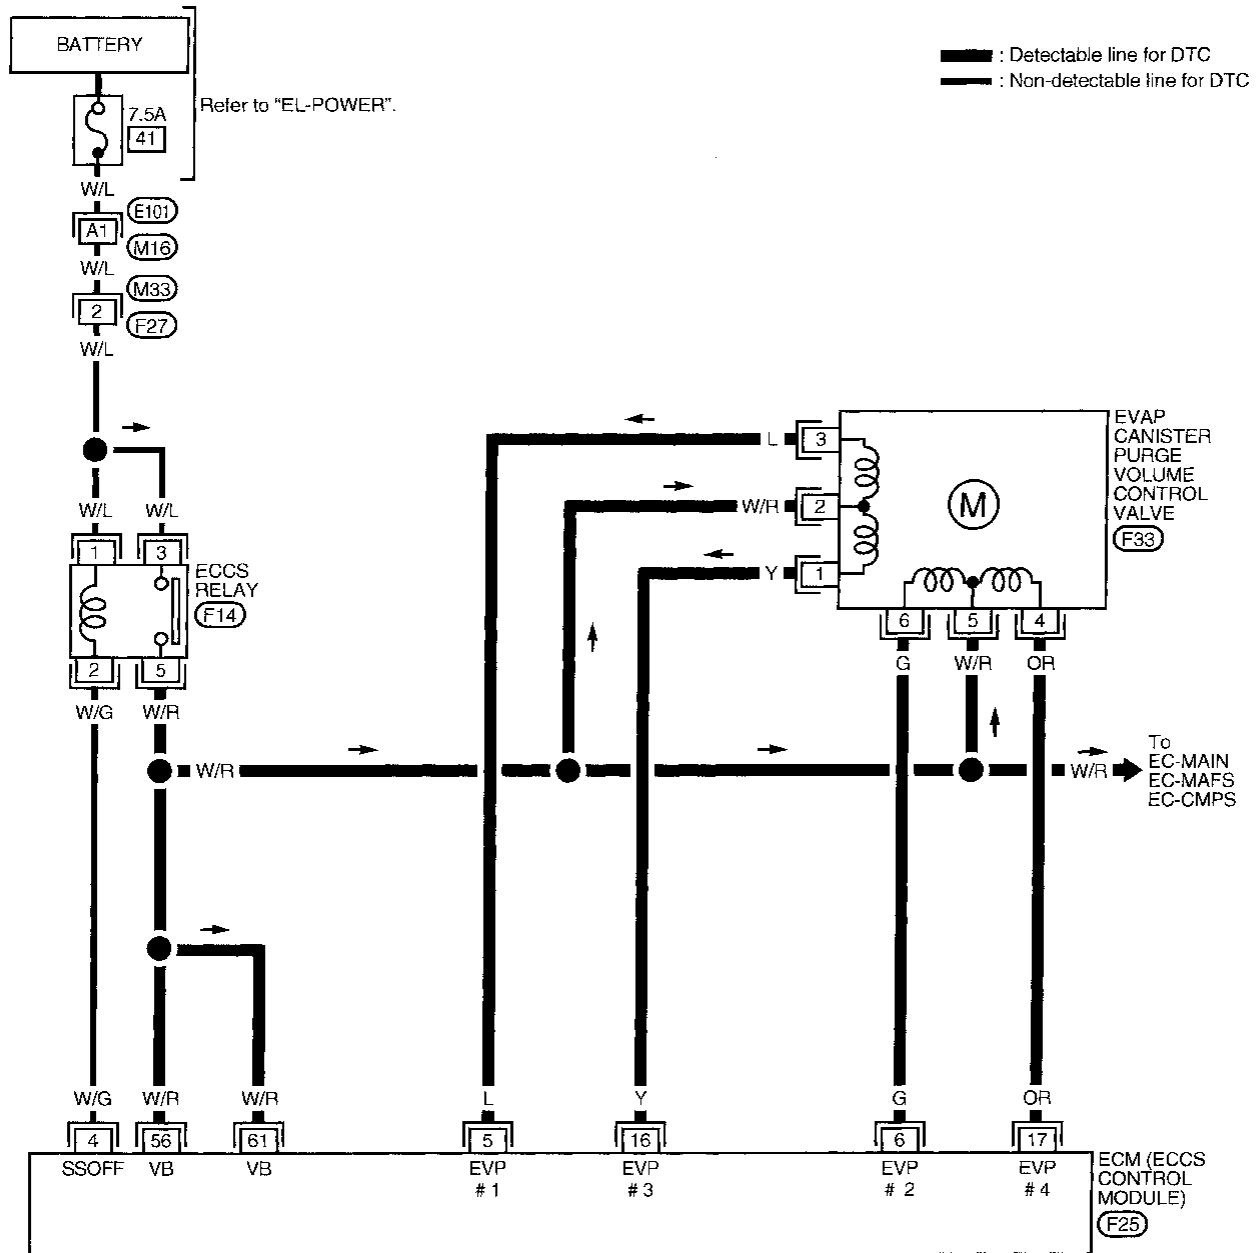 BATTERY
: Detectable line for DTC
: Non-detectable line for DTC
Refer to "EL-POWER".
7.5A
41
W/L
E101
A1
M16
W/L
M33
2
F27
W/L
W/L
W/L
1
3
ECCS
RELAY
F14
2
5
W/G
W/R
EVAP
CANISTER
PURGE
VOLUME
CONTROL
VALVE
F33
L
3
W/R
2
M
Y
1
6
5
4
G
W/R
OR
W/R
W/R
To
EC-MAIN
EC-MAFS
EC-CMPS
W/G
W/R
W/R
L
Y
G
OR
4
56
61
5
16
6
17
SSOFF
VB
VB
EVP
# 1
EVP
# 3
EVP
# 2
EVP
# 4
ECM (ECCS
CONTROL
MODULE)
F25